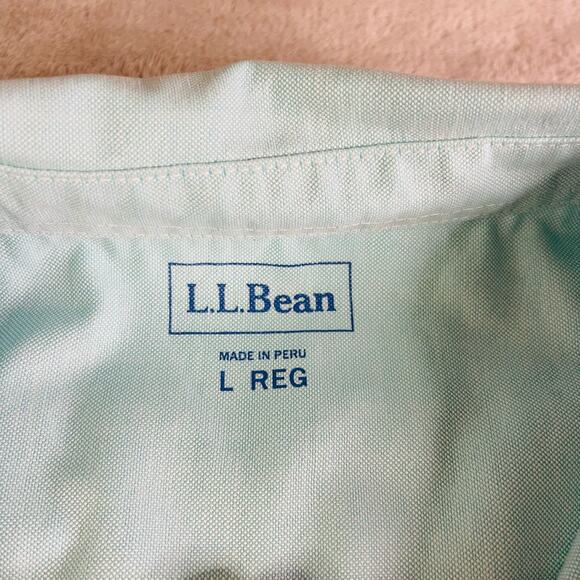 L.L.Bean
MADE IN PERU
L REG